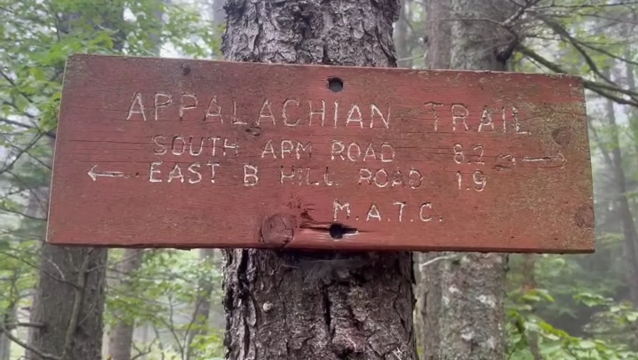 APPALACHIAN TRAIL
SOUTH ARM ROAD 8.2 →
← EAST B HILL ROAD 1.9
M.A.T.C.